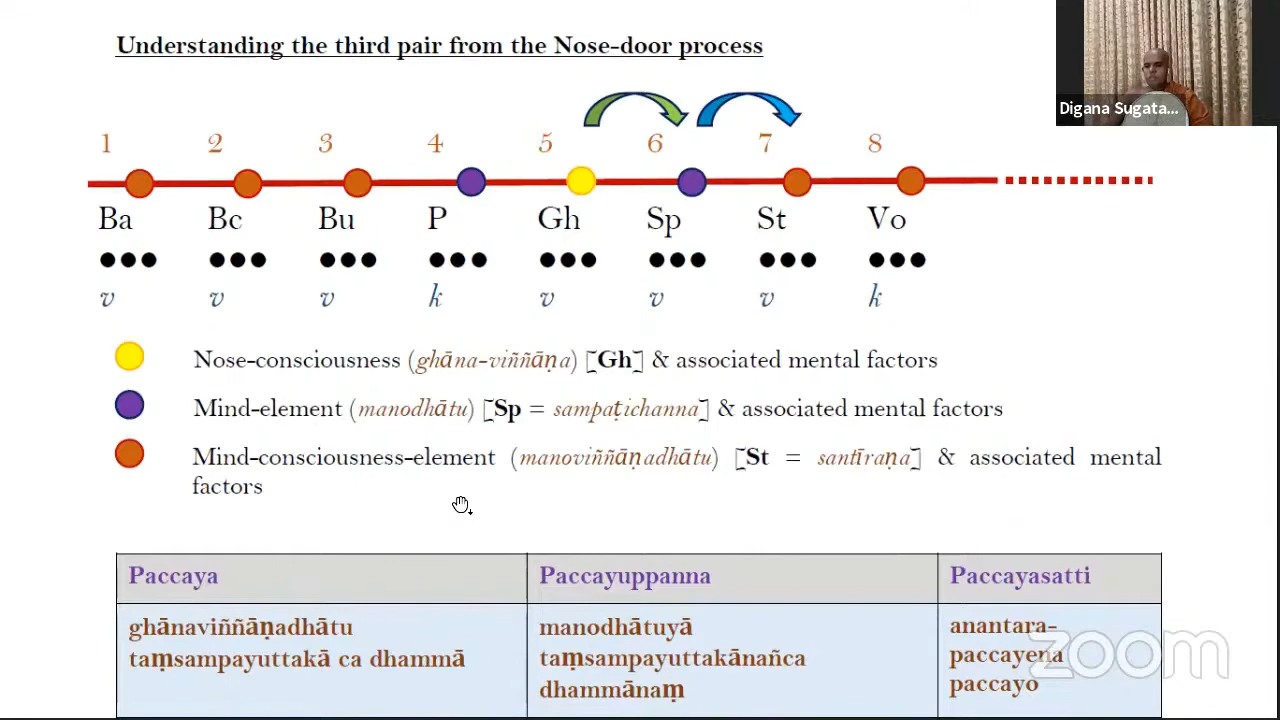 Understanding the third pair from the Nose-door process
Digana Sugata...
1 2 3 4 5 6 7 8
Ba Bc Bu P Gh Sp St Vo
v v v k v v v k
Nose-consciousness (ghāna-viññāṇa) [Gh] & associated mental factors
Mind-element (manodhātu) [Sp = sampaṭichanna] & associated mental factors
Mind-consciousness-element (manoviññāṇadhātu) [St = santīraṇa] & associated mental
factors
Paccaya Paccayuppanna Paccayasatti
ghānaviññāṇadhātu manodhātuyā anantara-
taṃsampayuttakā ca dhammā taṃsampayuttakānañca paccayena
dhammānaṃ paccayo
zoom